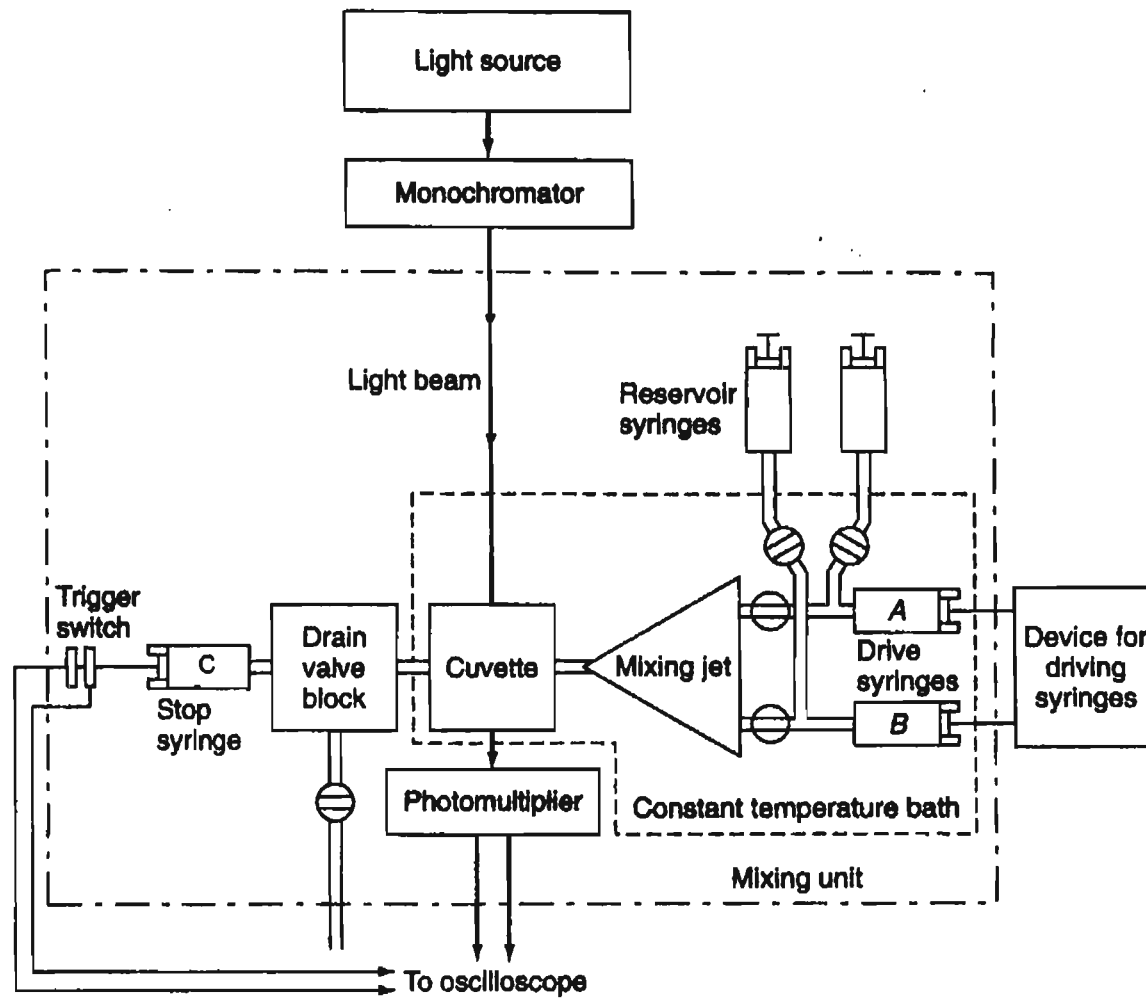 Light source
Monochromator
Light beam
Reservoir
syringes
Trigger
switch
C
Stop
syringe
Drain
valve
block
Cuvette
Mixing jet
A
Drive
syringes
B
Device for
driving
syringes
Photomultiplier
Constant temperature bath
Mixing unit
To oscilloscope